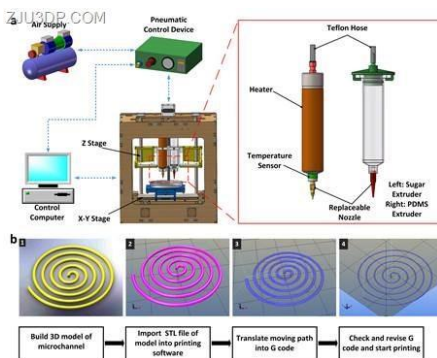 ZJU3DP.COM
a
Air Supply
Pneumatic
Control Device
Teflon Hose
Heater
Z Stage
Temperature
Sensor
Control
Computer
X-Y Stage
Replaceable
Nozzle
Left: Sugar
Extruder
Right: PDMS
Extruder
b
1
2
3
4
Build 3D model of
microchannel
Import STL file of
model into printing
software
Translate moving path
into G code
Check and revise G
code and start printing